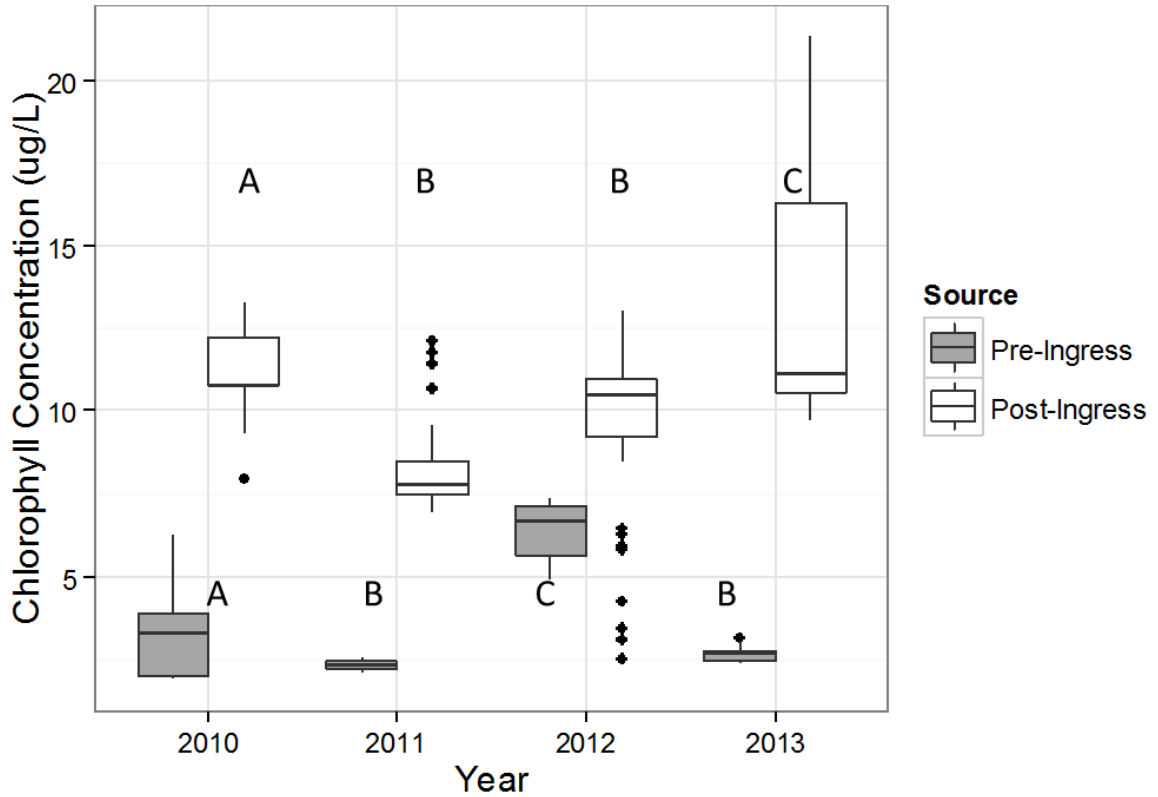 Chlorophyll Concentration (ug/L)
20
15
10
5
A
B
B
C
A
B
C
B
2010
2011
2012
2013
Year
Source
Pre-Ingress
Post-Ingress